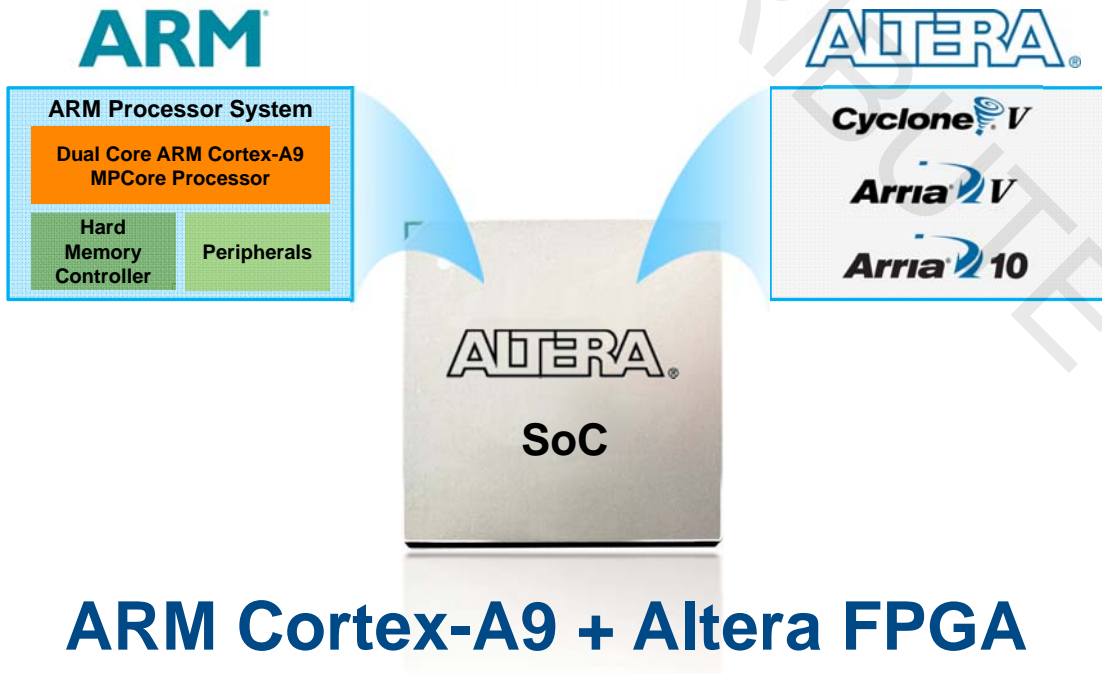 ARM
ALTERA®
ARM Processor System
Dual Core ARM Cortex-A9
MPCore Processor
Hard
Memory
Controller
Peripherals
Cyclone® V
Arria® V
Arria® 10
ALTERA®
SoC
ARM Cortex-A9 + Altera FPGA